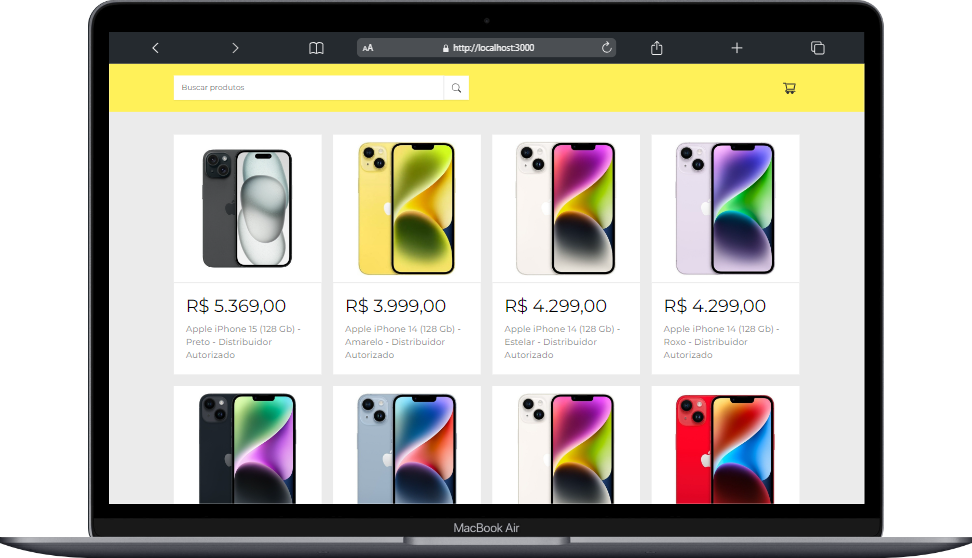 AA
http://localhost:3000
Buscar produtos
R$ 5.369,00
Apple iPhone 15 (128 Gb) -
Preto - Distribuidor
Autorizado
R$ 3.999,00
Apple iPhone 14 (128 Gb) -
Amarelo - Distribuidor
Autorizado
R$ 4.299,00
Apple iPhone 14 (128 Gb) -
Estelar - Distribuidor
Autorizado
R$ 4.299,00
Apple iPhone 14 (128 Gb) -
Roxo - Distribuidor
Autorizado
MacBook Air